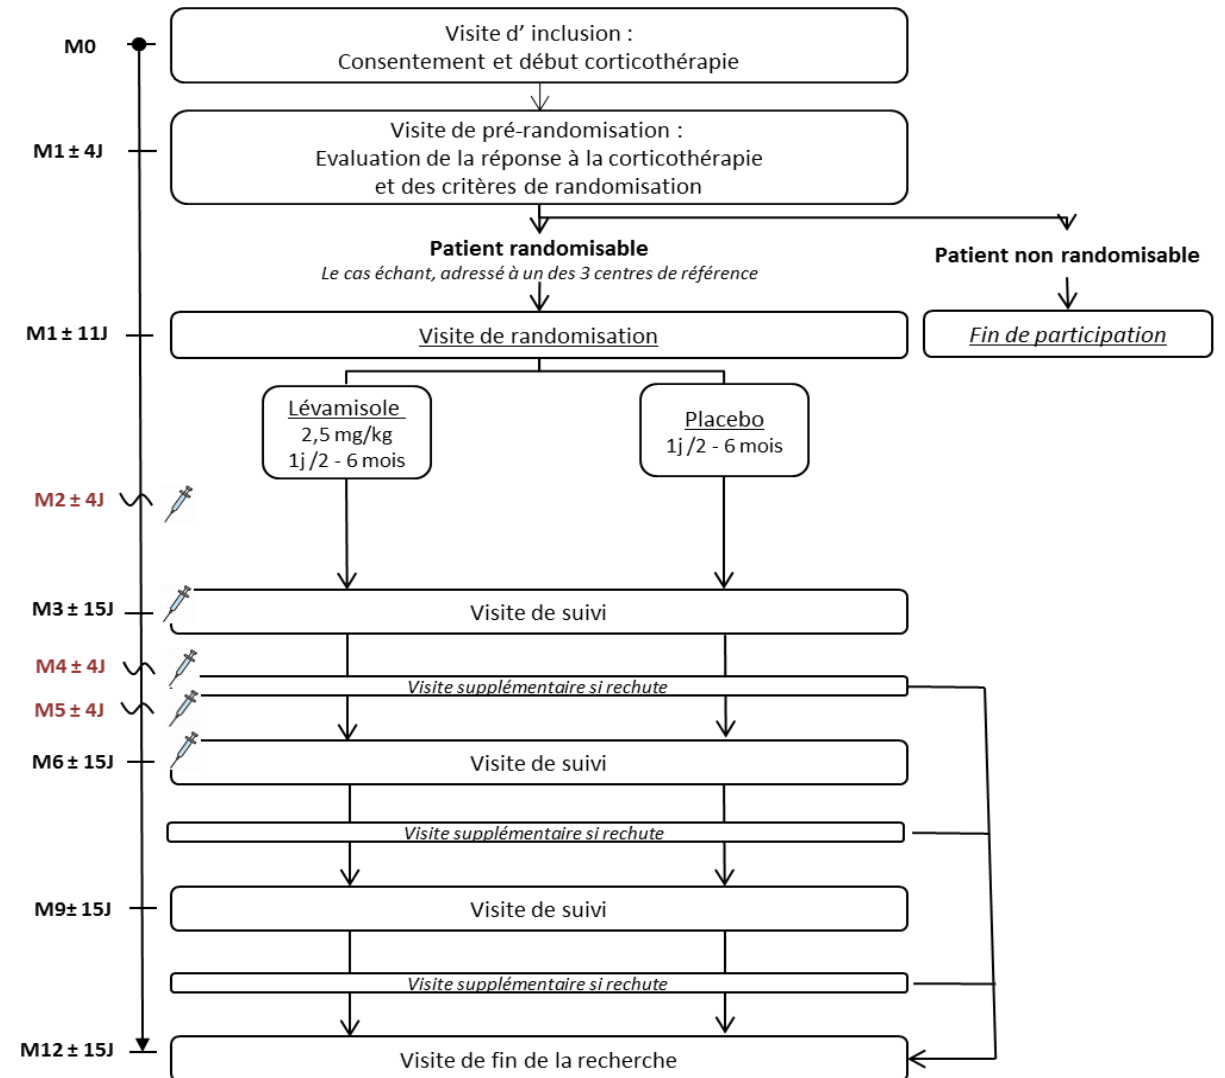 M0
Visite d’ inclusion :
Consentement et début corticothérapie
M1 ± 4J
Visite de pré-randomisation :
Evaluation de la réponse à la corticothérapie
et des critères de randomisation
Patient randomisable
Le cas échant, adressé à un des 3 centres de référence
Patient non randomisable
M1 ± 11J
Visite de randomisation
Fin de participation
Lévamisole
2,5 mg/kg
1j /2 - 6 mois
Placebo
1j /2 - 6 mois
M2 ± 4J
M3 ± 15J
Visite de suivi
M4 ± 4J
Visite supplémentaire si rechute
M5 ± 4J
M6 ± 15J
Visite de suivi
Visite supplémentaire si rechute
M9± 15J
Visite de suivi
Visite supplémentaire si rechute
M12 ± 15J
Visite de fin de la recherche